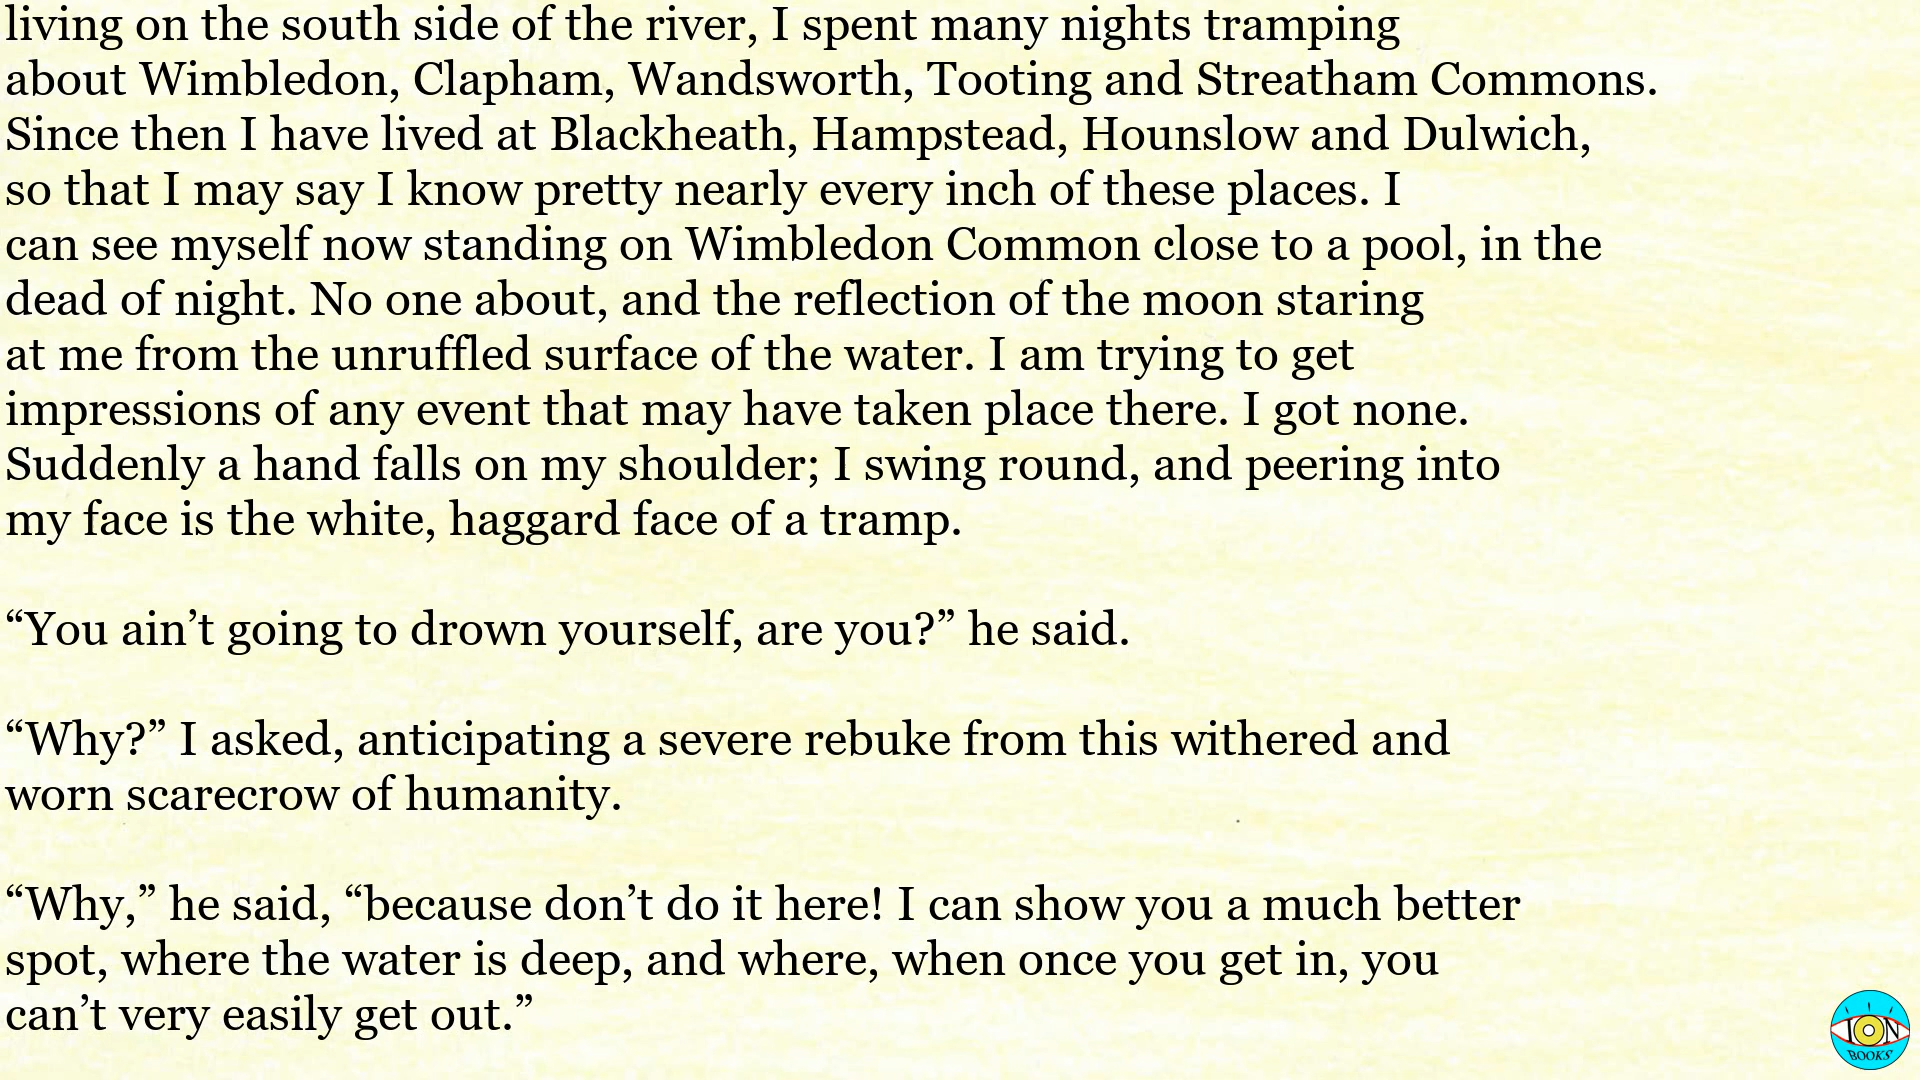 living on the south side of the river, I spent many nights tramping
about Wimbledon, Clapham, Wandsworth, Tooting and Streatham Commons.
Since then I have lived at Blackheath, Hampstead, Hounslow and Dulwich,
so that I may say I know pretty nearly every inch of these places. I
can see myself now standing on Wimbledon Common close to a pool, in the
dead of night. No one about, and the reflection of the moon staring
at me from the unruffled surface of the water. I am trying to get
impressions of any event that may have taken place there. I got none.
Suddenly a hand falls on my shoulder; I swing round, and peering into
my face is the white, haggard face of a tramp.
“You ain’t going to drown yourself, are you?” he said.
“Why?” I asked, anticipating a severe rebuke from this withered and
worn scarecrow of humanity.
“Why,” he said, “because don’t do it here! I can show you a much better
spot, where the water is deep, and where, when once you get in, you
can’t very easily get out.”
ION
BOOKS